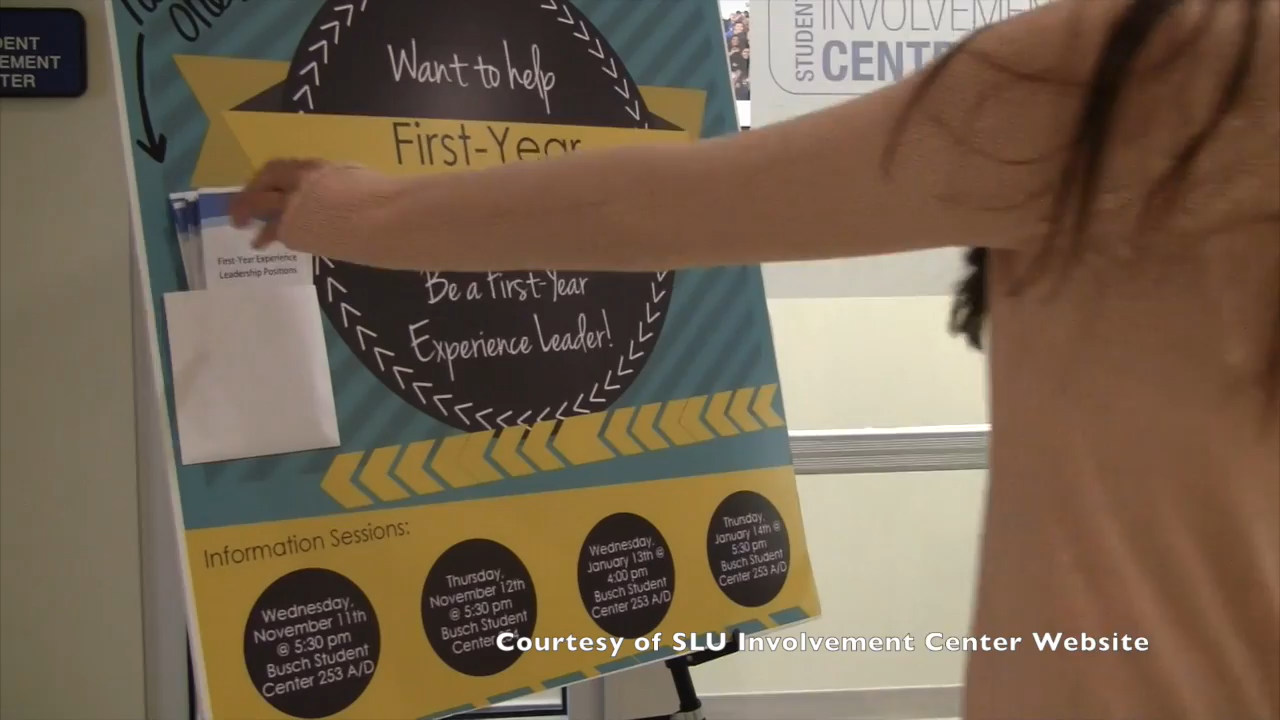 ONE
DENT
EMENT
TER
Want to help
First-Year
STUDENT
INVOLVEMEN
CENT
First-Year Experience
Leadership Positions
Be a First-Year
Experience Leader!
Information Sessions:
Wednesday,
November 11th
@ 5:30 pm
Busch Student
Center 253 A/D
Thursday,
November 12th
@ 5:30 pm
Busch Student
Center
Wednesday,
January 13th @
4:00 pm
Busch Student
Center 253 A/D
Thursday,
January 14th @
5:30 pm
Busch Student
Center 253 A/D
Courtesy of SLU Involvement Center Website